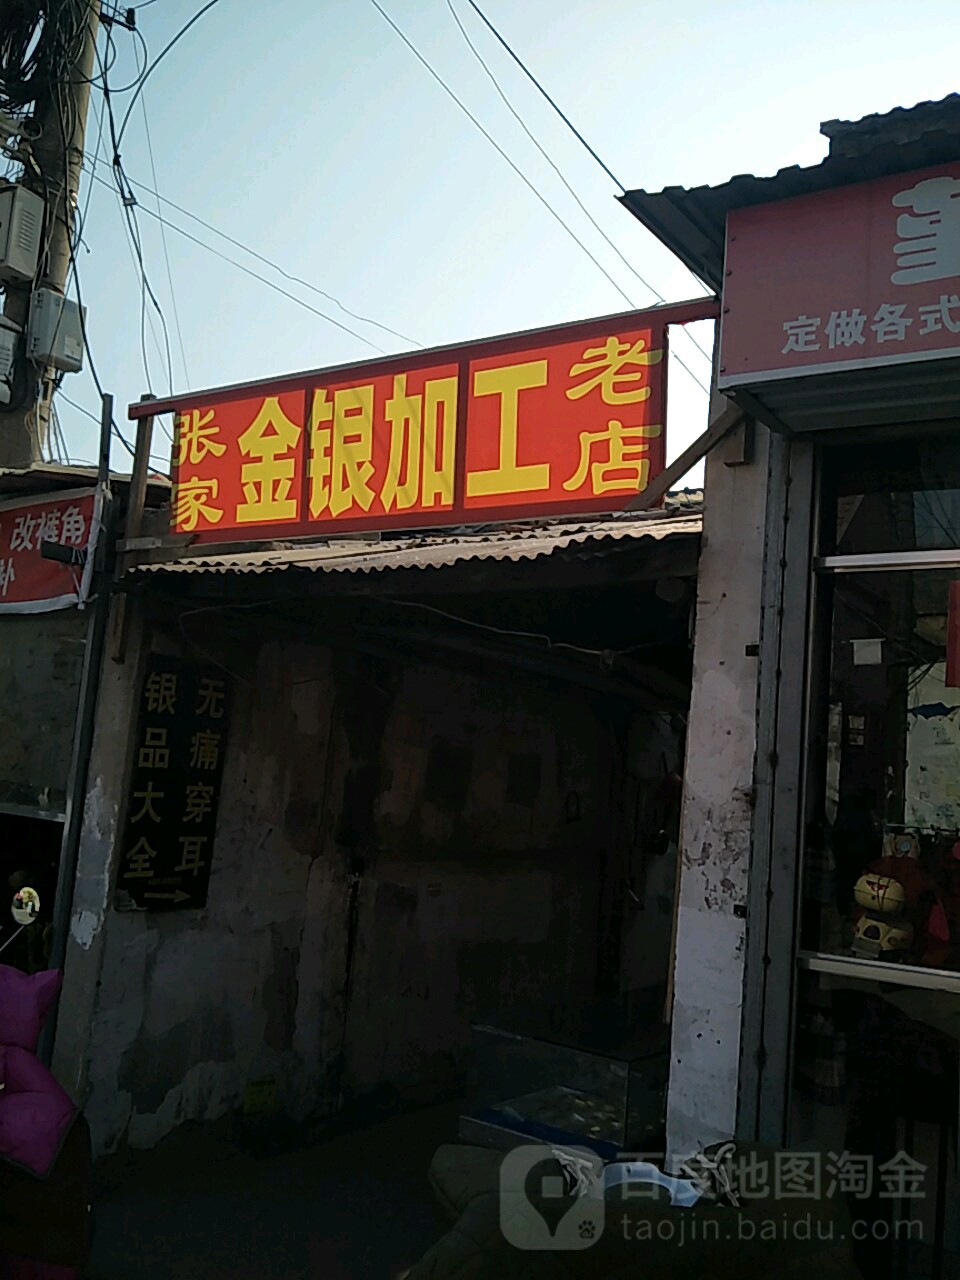 张家
金银加工
老店
定做各式
改裤角
无痛穿耳
银品大全
百度地图淘金
taojin.baidu.com